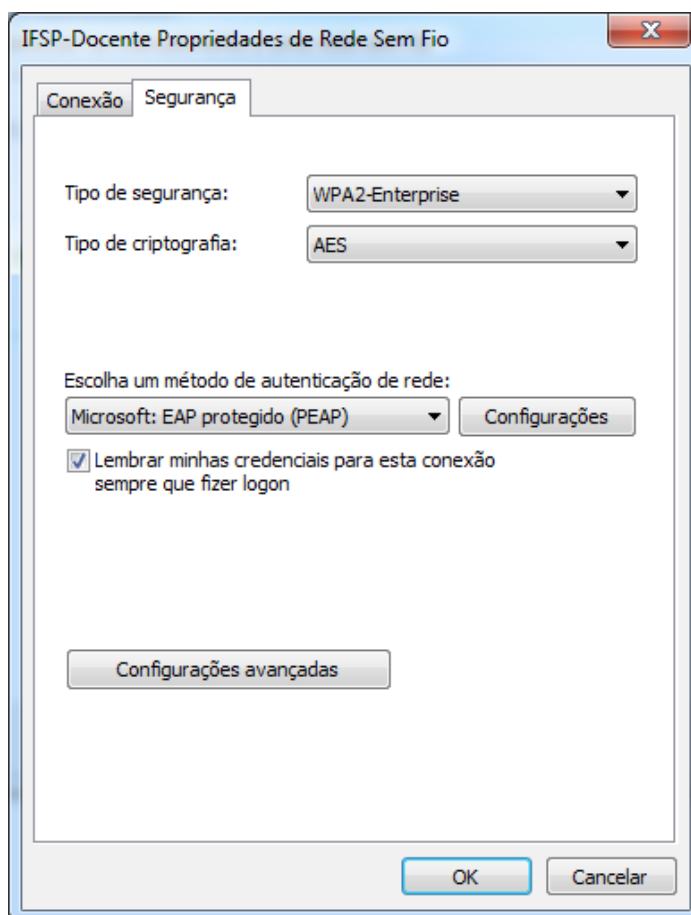 IFSP-Docente Propriedades de Rede Sem Fio
Conexão Segurança
Tipo de segurança: WPA2-Enterprise
Tipo de criptografia: AES
Escolha um método de autenticação de rede:
Microsoft: EAP protegido (PEAP) Configurações
Lembrar minhas credenciais para esta conexão
sempre que fizer logon
Configurações avançadas
OK Cancelar